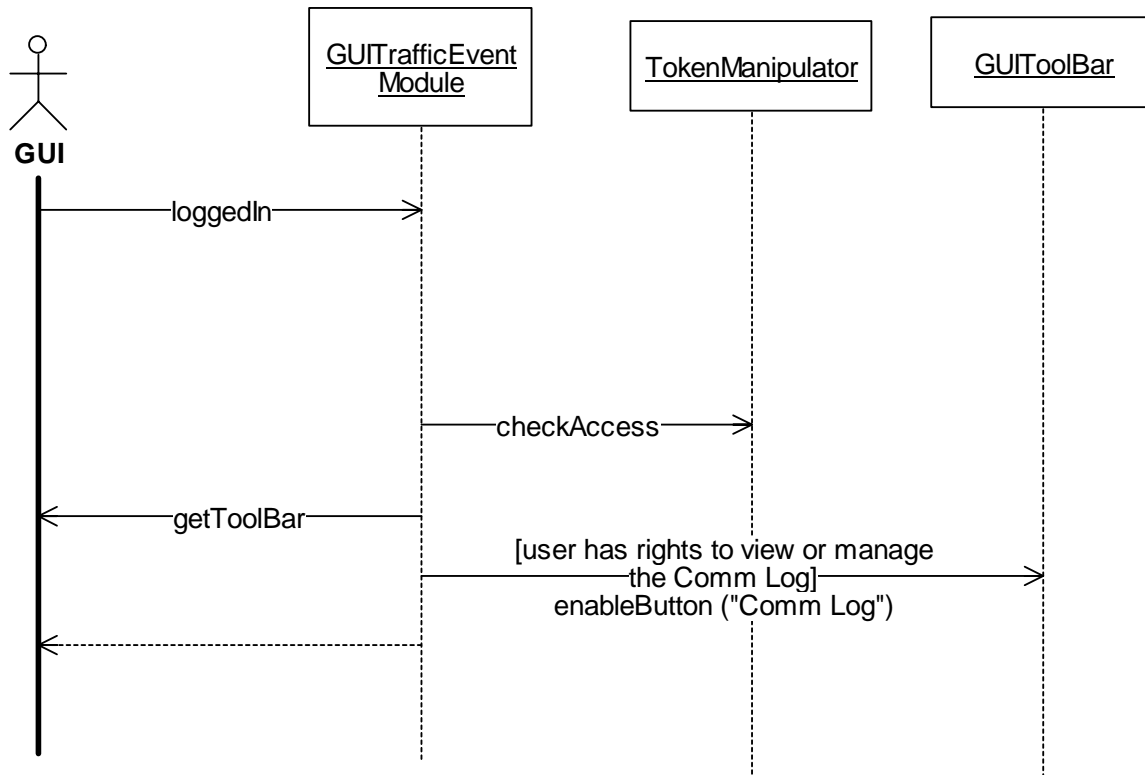 GUITrafficEvent
Module
TokenManipulator
GUIToolBar
GUI
loggedIn
checkAccess
getToolBar
[user has rights to view or manage
the Comm Log]
enableButton ("Comm Log")